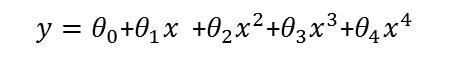 𝑦 = 𝜃₀+𝜃₁𝑥 +𝜃₂𝑥²+𝜃₃𝑥³+𝜃₄𝑥⁴